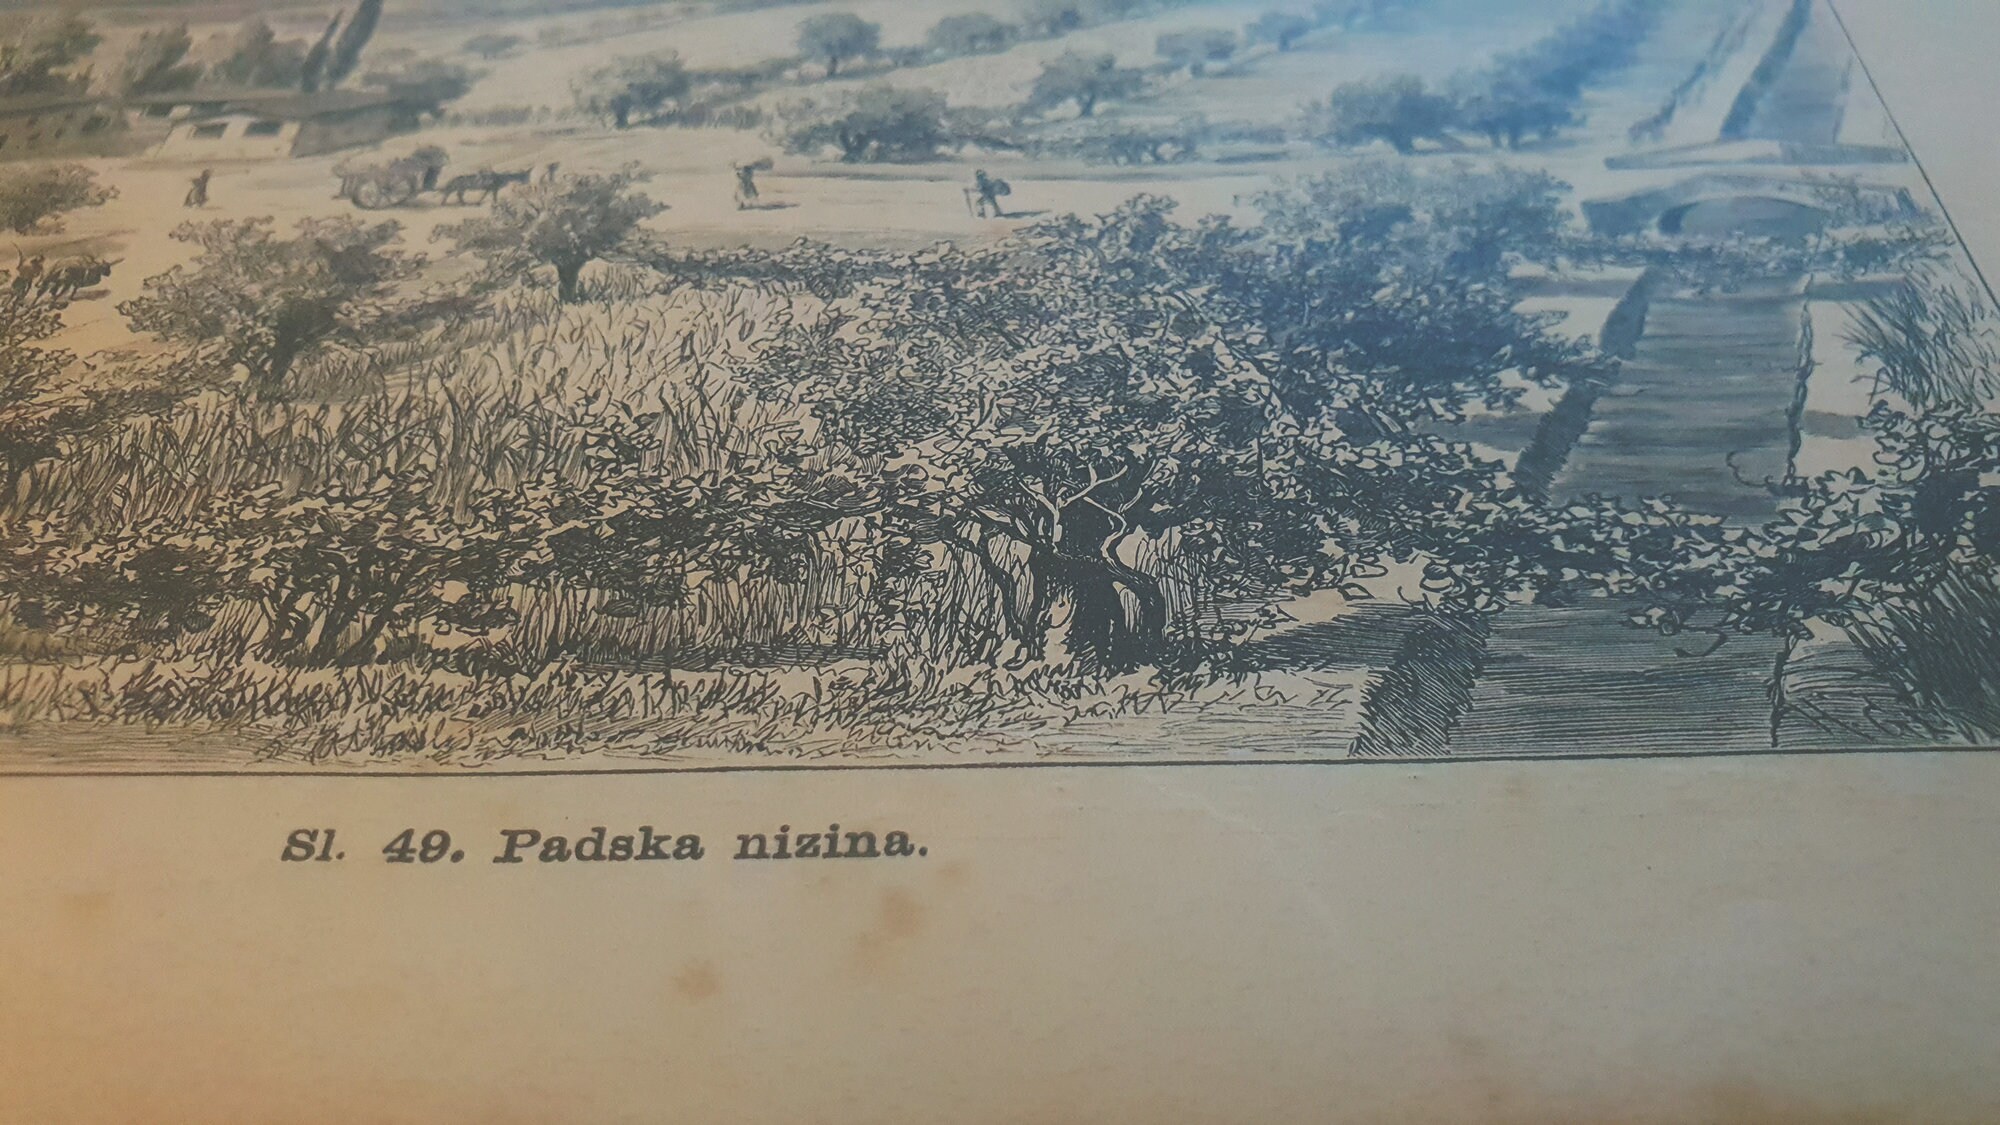 Sl. 49. Padska nizina.